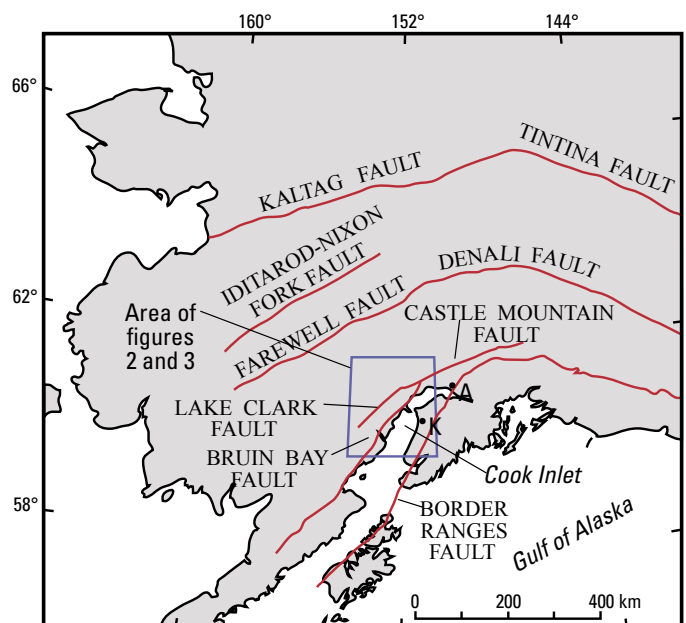 160°
152°
144°
66°
TINTINA FAULT
KALTAG FAULT
IDITAROD-NIXON
FORK FAULT
DENALI FAULT
62°
FAREWELL FAULT
CASTLE MOUNTAIN
FAULT
Area of
figures
2 and 3
A
LAKE CLARK
FAULT
K
BRUIN BAY
FAULT
Cook Inlet
58°
BORDER
RANGES
FAULT
Gulf of Alaska
0 200 400 km